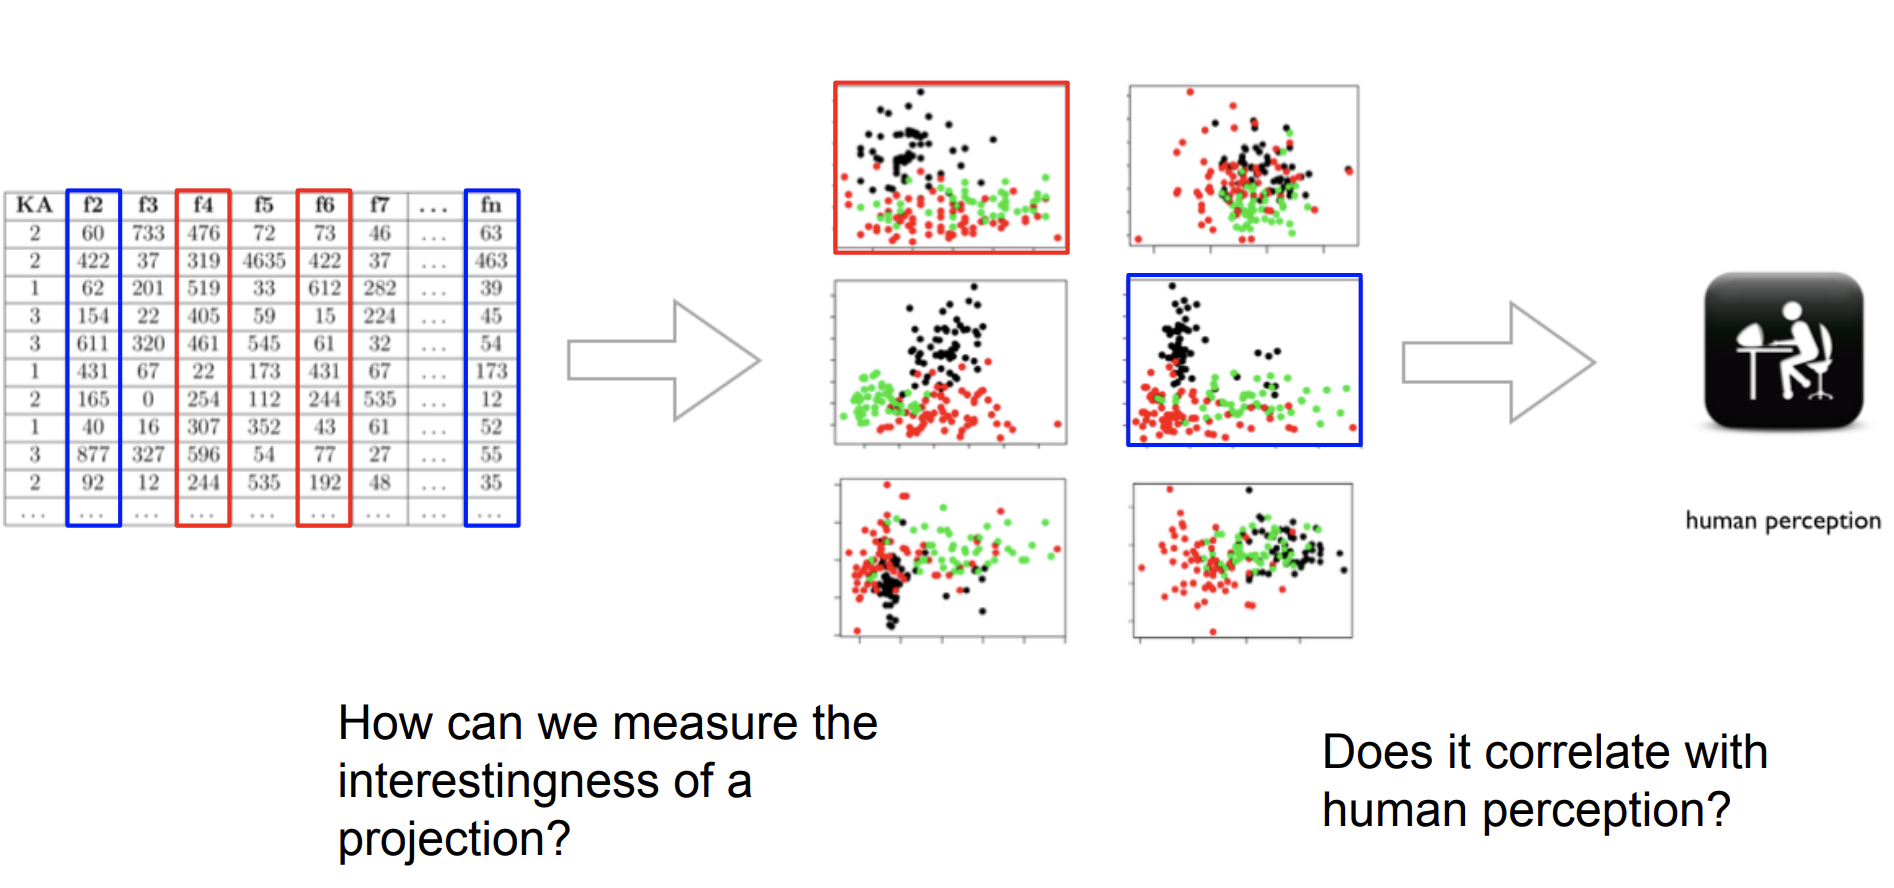 KA f2 f3 f4 f5 f6 f7 ... fn
2 60 733 476 72 73 46 ... 63
2 422 37 319 4635 422 37 ... 463
1 62 201 519 33 612 282 ... 39
3 154 22 405 59 15 224 ... 45
3 611 320 461 545 61 32 ... 54
1 431 67 22 173 431 67 ... 173
2 165 0 254 112 244 535 ... 12
1 40 16 307 352 43 61 ... 52
3 877 327 596 54 77 27 ... 55
2 92 12 244 535 192 48 ... 35
... ... ... ... ... ... ... ... ...
human perception
How can we measure the
interestingness of a
projection?
Does it correlate with
human perception?